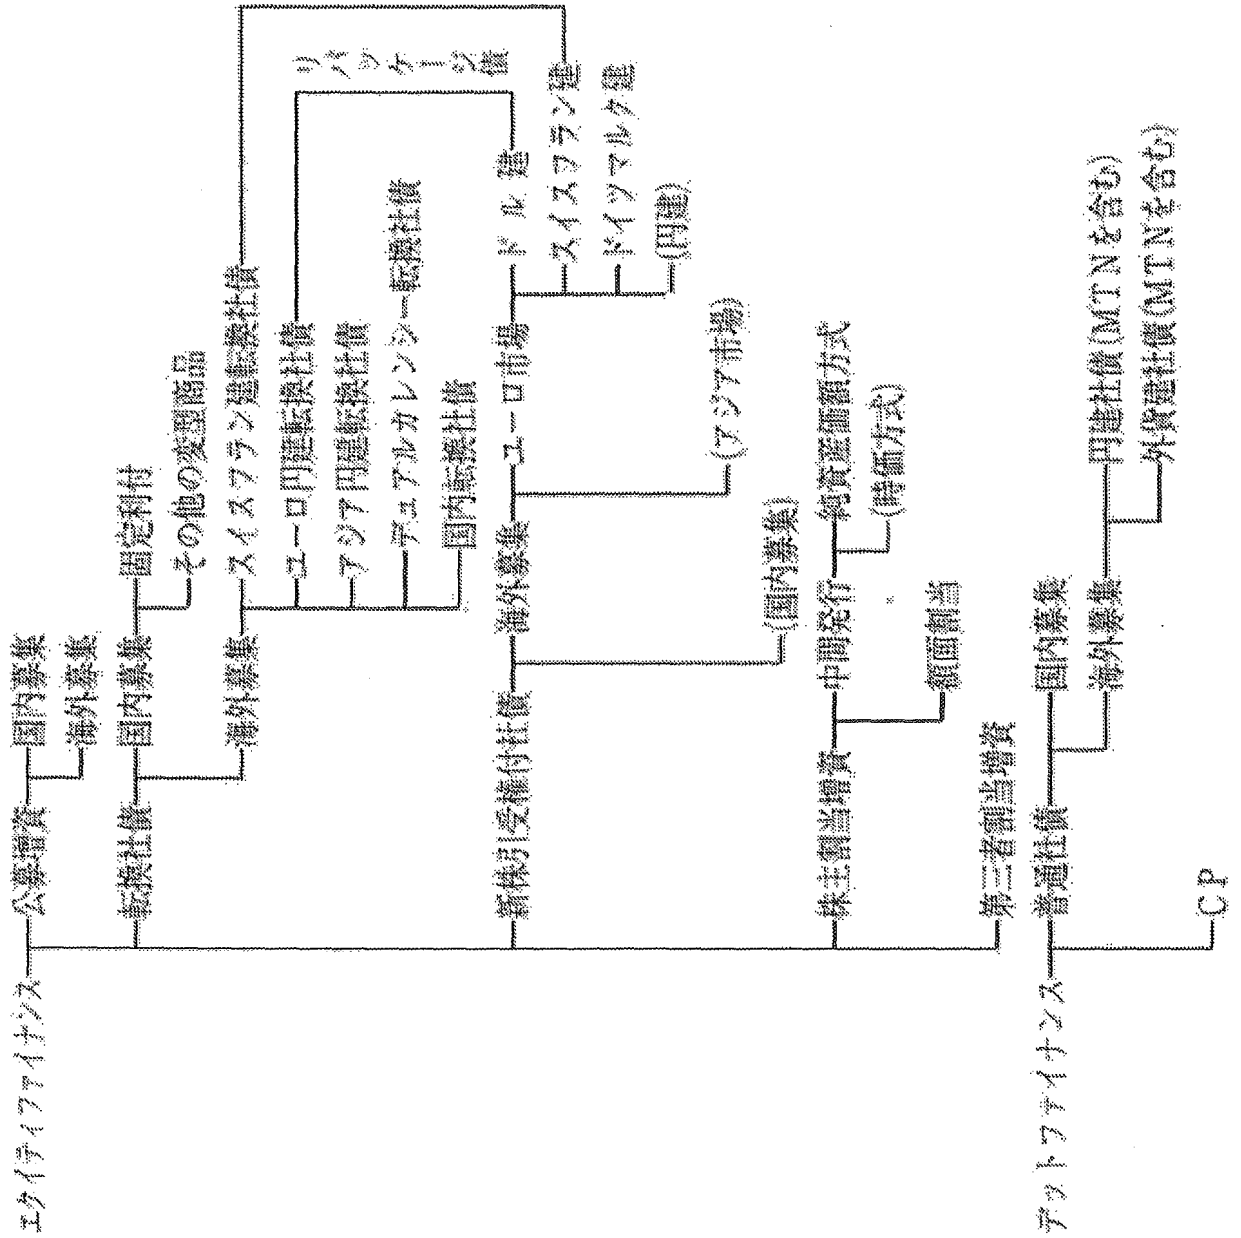 エクイティファイナンス
公募増資
国内募集
海外募集
転換社債
国内募集
固定利付
その他の変型商品
海外募集
スイスフラン建転換社債
ユーロ円建転換社債
アジア円建転換社債
デュアルカレンシー転換社債
国内転換社債
リパッケージ債
新株引受権付社債
海外募集
ユーロ市場
ドル建
スイスフラン建
ドイツマルク建
(円建)
(アジア市場)
(国内募集)
株主割当増資
中間発行
純資産価額方式
(時価方式)
額面割当
第三者割当増資
デットファイナンス
普通社債
国内募集
海外募集
円建社債(MTNを含む)
外貨建社債(MTNを含む)
CP